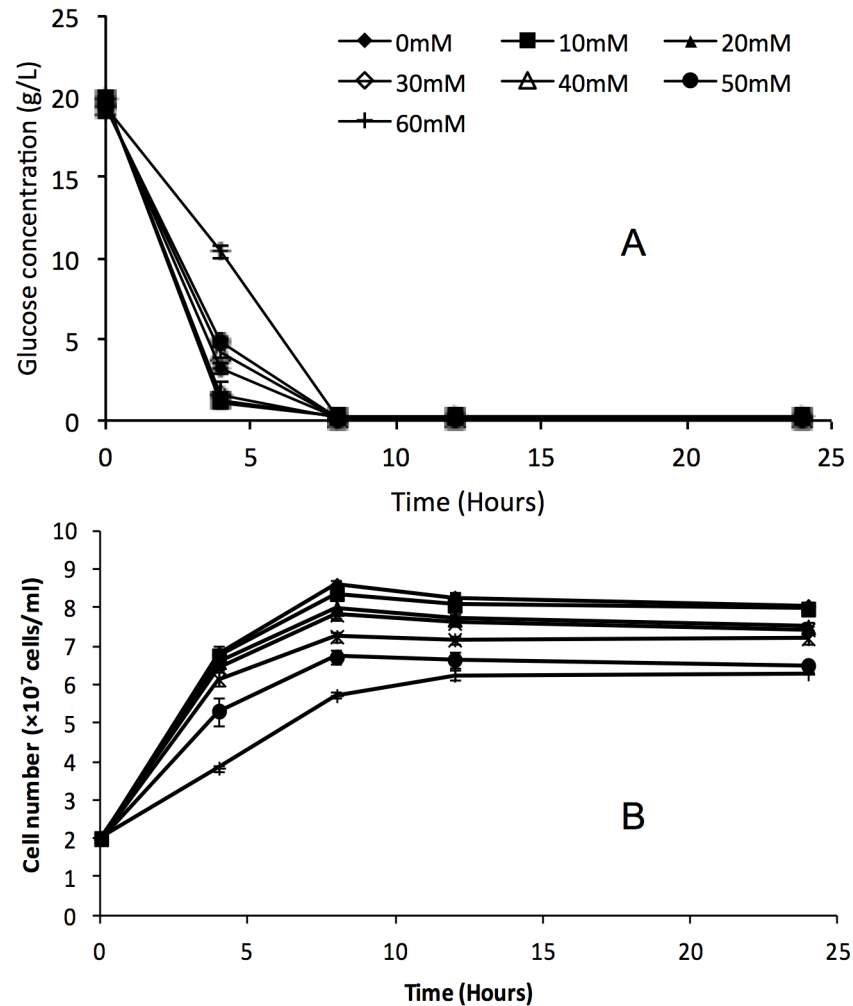 25
20
15
10
5
0
Glucose concentration (g/L)
0mM 10mM 20mM
30mM 40mM 50mM
60mM
A
0 5 10 15 20 25
Time (Hours)
10
9
8
7
6
5
4
3
2
1
0
Cell number (×10⁷ cells/ml)
B
0 5 10 15 20 25
Time (Hours)